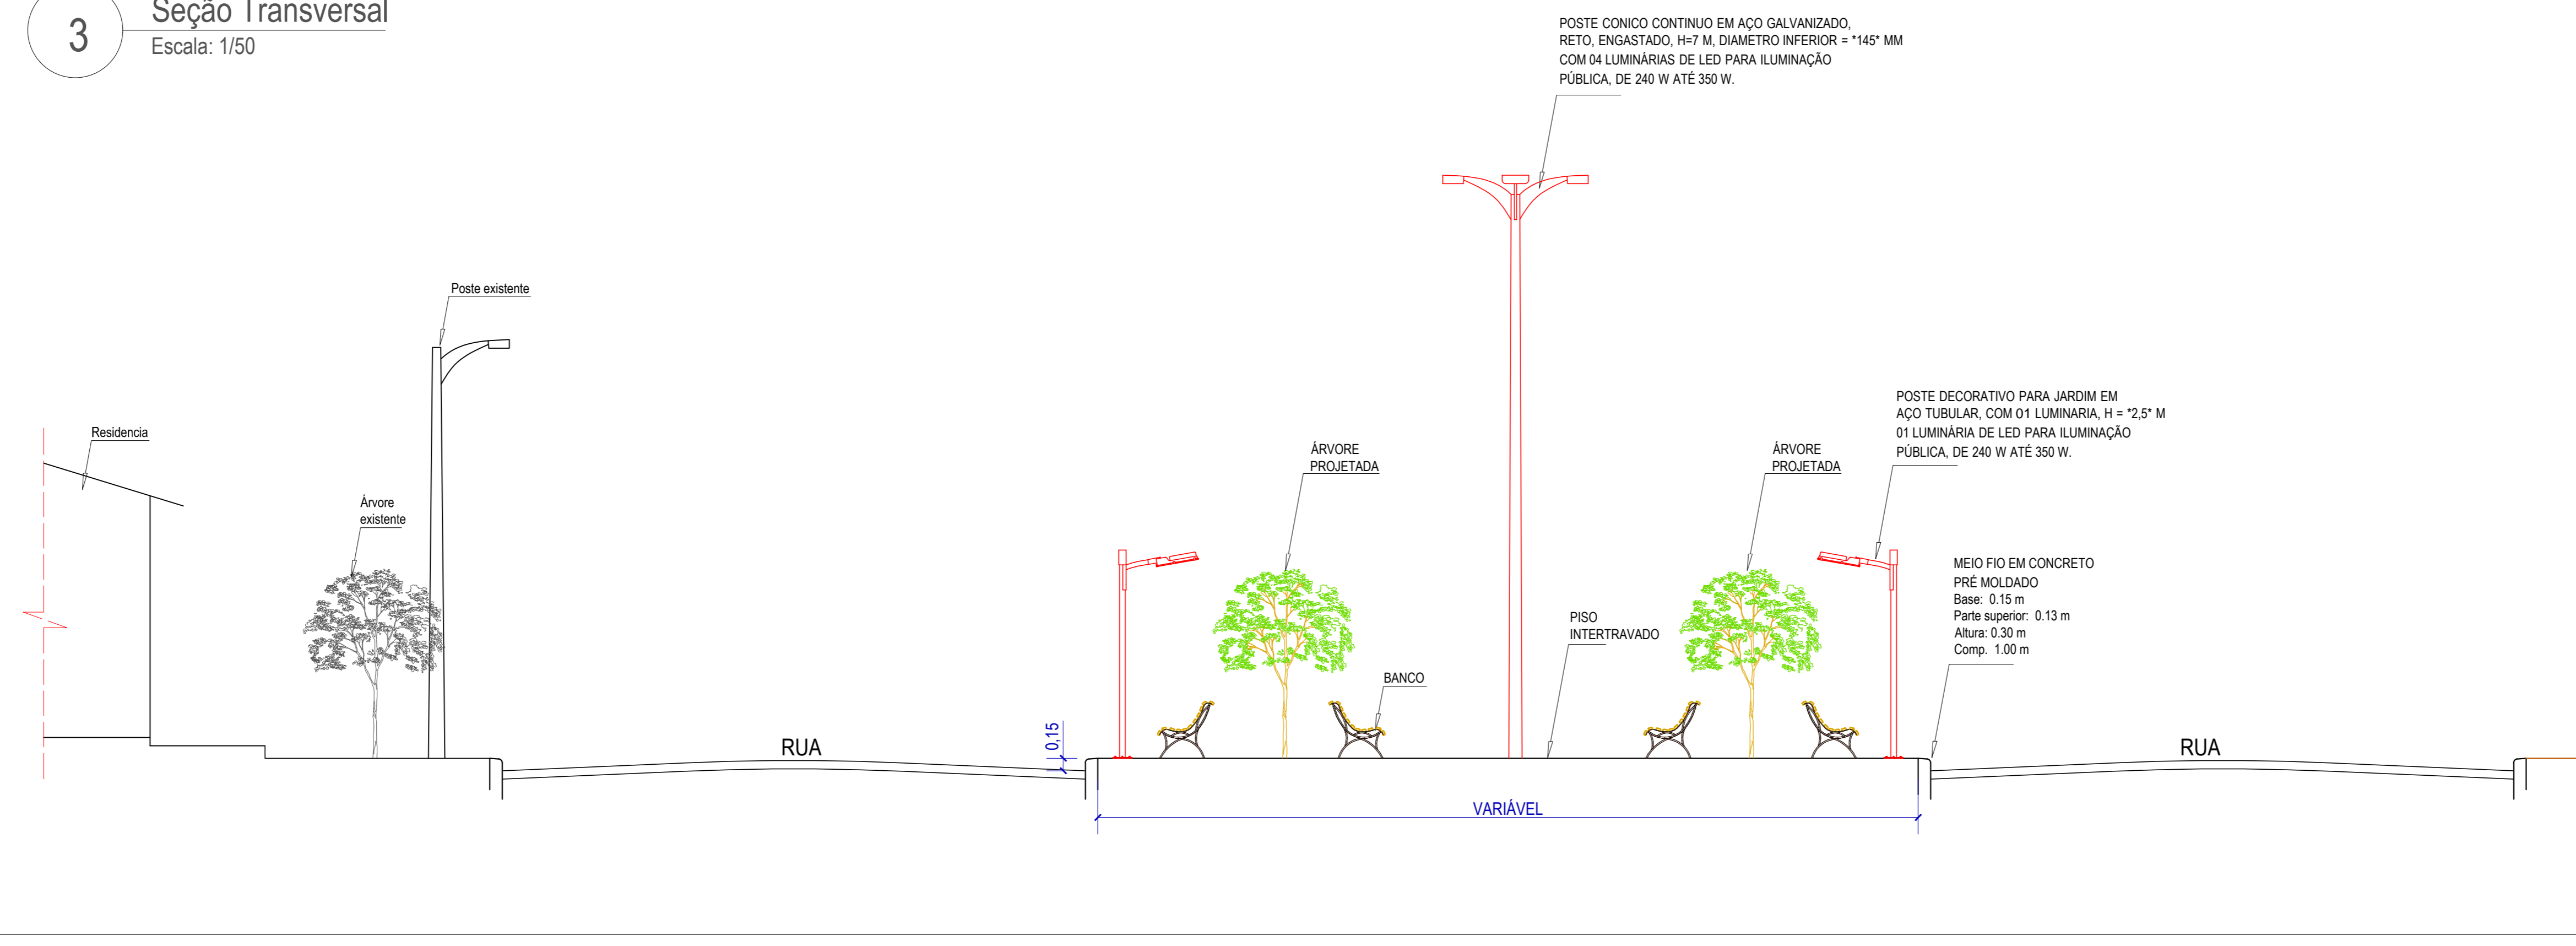 3
Seção Transversal
Escala: 1/50
POSTE CONICO CONTINUO EM AÇO GALVANIZADO,
RETO, ENGASTADO, H=7 M, DIAMETRO INFERIOR = *145* MM
COM 04 LUMINÁRIAS DE LED PARA ILUMINAÇÃO
PÚBLICA, DE 240 W ATÉ 350 W.
Poste existente
Residencia
Árvore
existente
ÁRVORE
PROJETADA
ÁRVORE
PROJETADA
POSTE DECORATIVO PARA JARDIM EM
AÇO TUBULAR, COM 01 LUMINARIA, H = *2,5* M
01 LUMINÁRIA DE LED PARA ILUMINAÇÃO
PÚBLICA, DE 240 W ATÉ 350 W.
MEIO FIO EM CONCRETO
PRÉ MOLDADO
Base: 0.15 m
Parte superior: 0.13 m
Altura: 0.30 m
Comp. 1.00 m
PISO
INTERTRAVADO
BANCO
0,15
RUA
RUA
VARIÁVEL